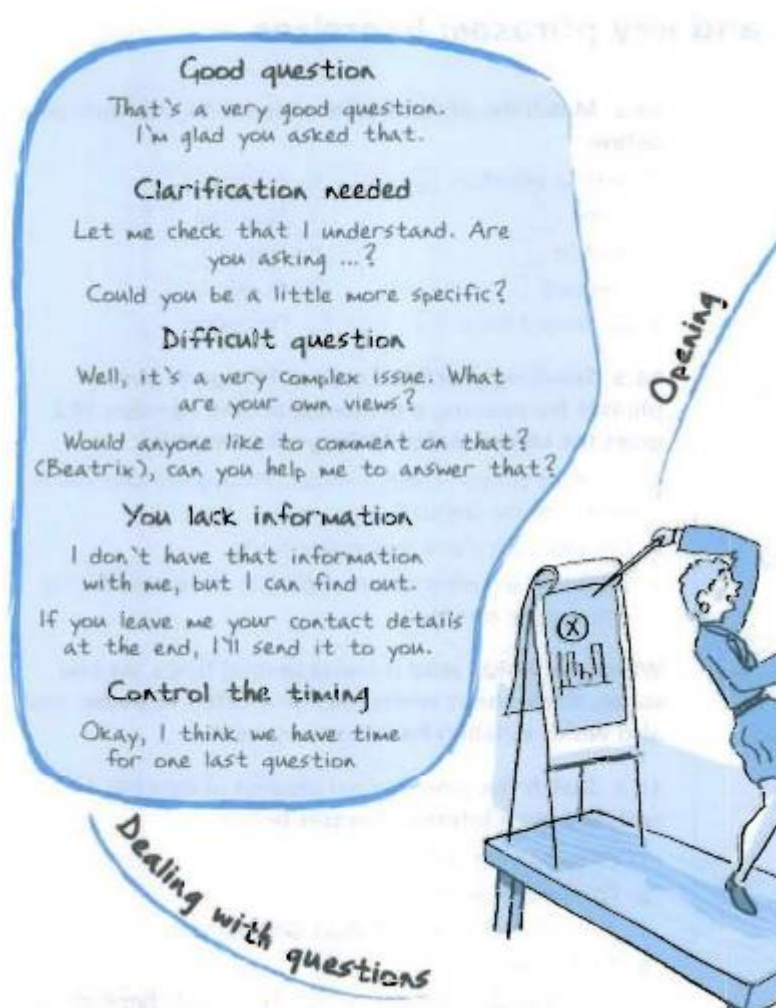 Good question
That's a very good question.
I'm glad you asked that.
Clarification needed
Let me check that I understand. Are
you asking ...?
Could you be a little more specific?
Difficult question
Well, it's a very complex issue. What
are your own views?
Would anyone like to comment on that?
(Beatrix), can you help me to answer that?
You lack information
I don't have that information
with me, but I can find out.
If you leave me your contact details
at the end, I'll send it to you.
Control the timing
Okay, I think we have time
for one last question
Dealing with questions
Opening
X